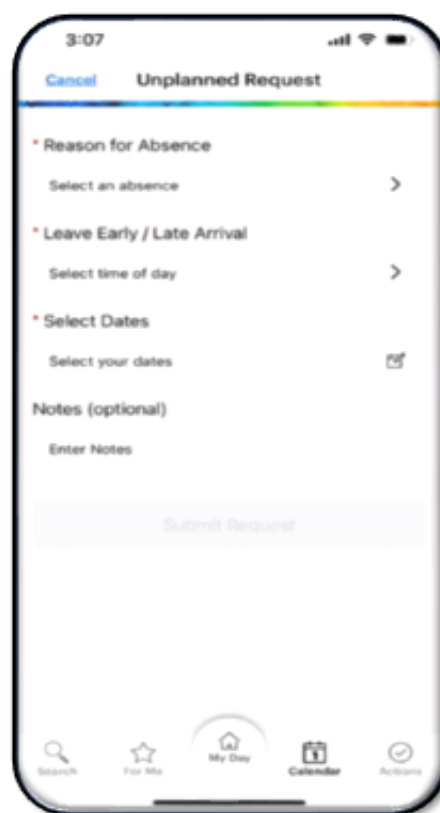 3:07
Cancel Unplanned Request
* Reason for Absence
Select an absence
* Leave Early / Late Arrival
Select time of day
* Select Dates
Select your dates
Notes (optional)
Enter Notes
Submit Request
Search For Me My Day Calendar Actions